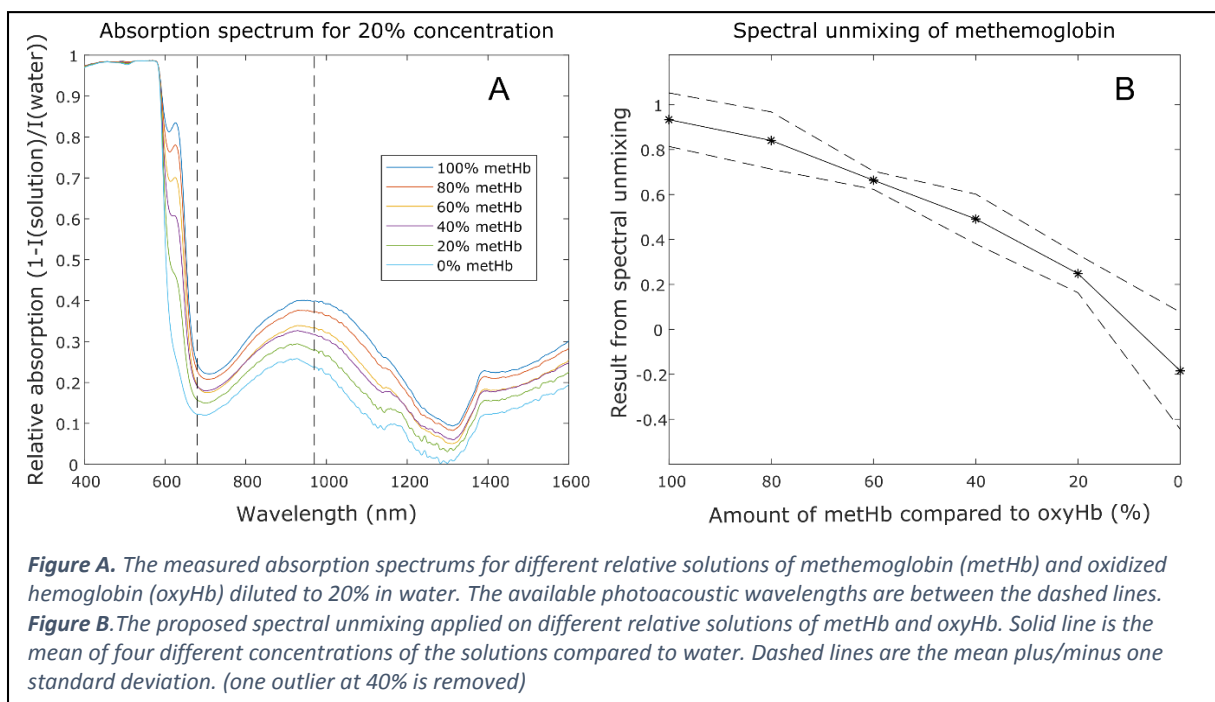 Absorption spectrum for 20% concentration
A
Relative absorption (1-I(solution)/I(water))
1
0.9
0.8
0.7
0.6
0.5
0.4
0.3
0.2
0.1
0
100% metHb
80% metHb
60% metHb
40% metHb
20% metHb
0% metHb
400 600 800 1000 1200 1400 1600
Wavelength (nm)
Spectral unmixing of methemoglobin
B
Result from spectral unmixing
1
0.8
0.6
0.4
0.2
0
-0.2
-0.4
100 80 60 40 20 0
Amount of metHb compared to oxyHb (%)
Figure A. The measured absorption spectrums for different relative solutions of methemoglobin (metHb) and oxidized
hemoglobin (oxyHb) diluted to 20% in water. The available photoacoustic wavelengths are between the dashed lines.
Figure B.The proposed spectral unmixing applied on different relative solutions of metHb and oxyHb. Solid line is the
mean of four different concentrations of the solutions compared to water. Dashed lines are the mean plus/minus one
standard deviation. (one outlier at 40% is removed)